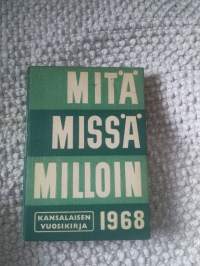 MITÄ
MISSÄ
MILLOIN
KANSALAISEN
VUOSIKIRJA
1968